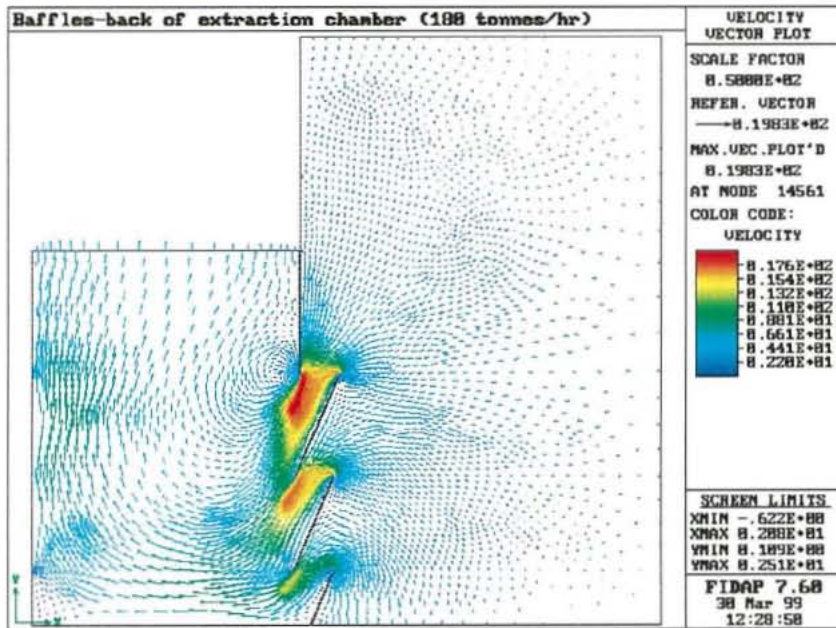 Baffles-back of extraction chamber (180 tonnes/hr)
VELOCITY
VECTOR PLOT
SCALE FACTOR
0.5000E+02
REFER. VECTOR
0.1983E+02
MAX.VEC.PLOT'D
0.1983E+02
AT NODE 14561
COLOR CODE:
VELOCITY
0.176E+02
0.154E+02
0.132E+02
0.110E+02
0.881E+01
0.661E+01
0.441E+01
0.220E+01
SCREEN LIMITS
XMIN -.622E+00
XMAX 0.208E+01
YMIN 0.109E+00
YMAX 0.251E+01
FIDAP 7.60
30 Mar 99
12:28:50
Y
X